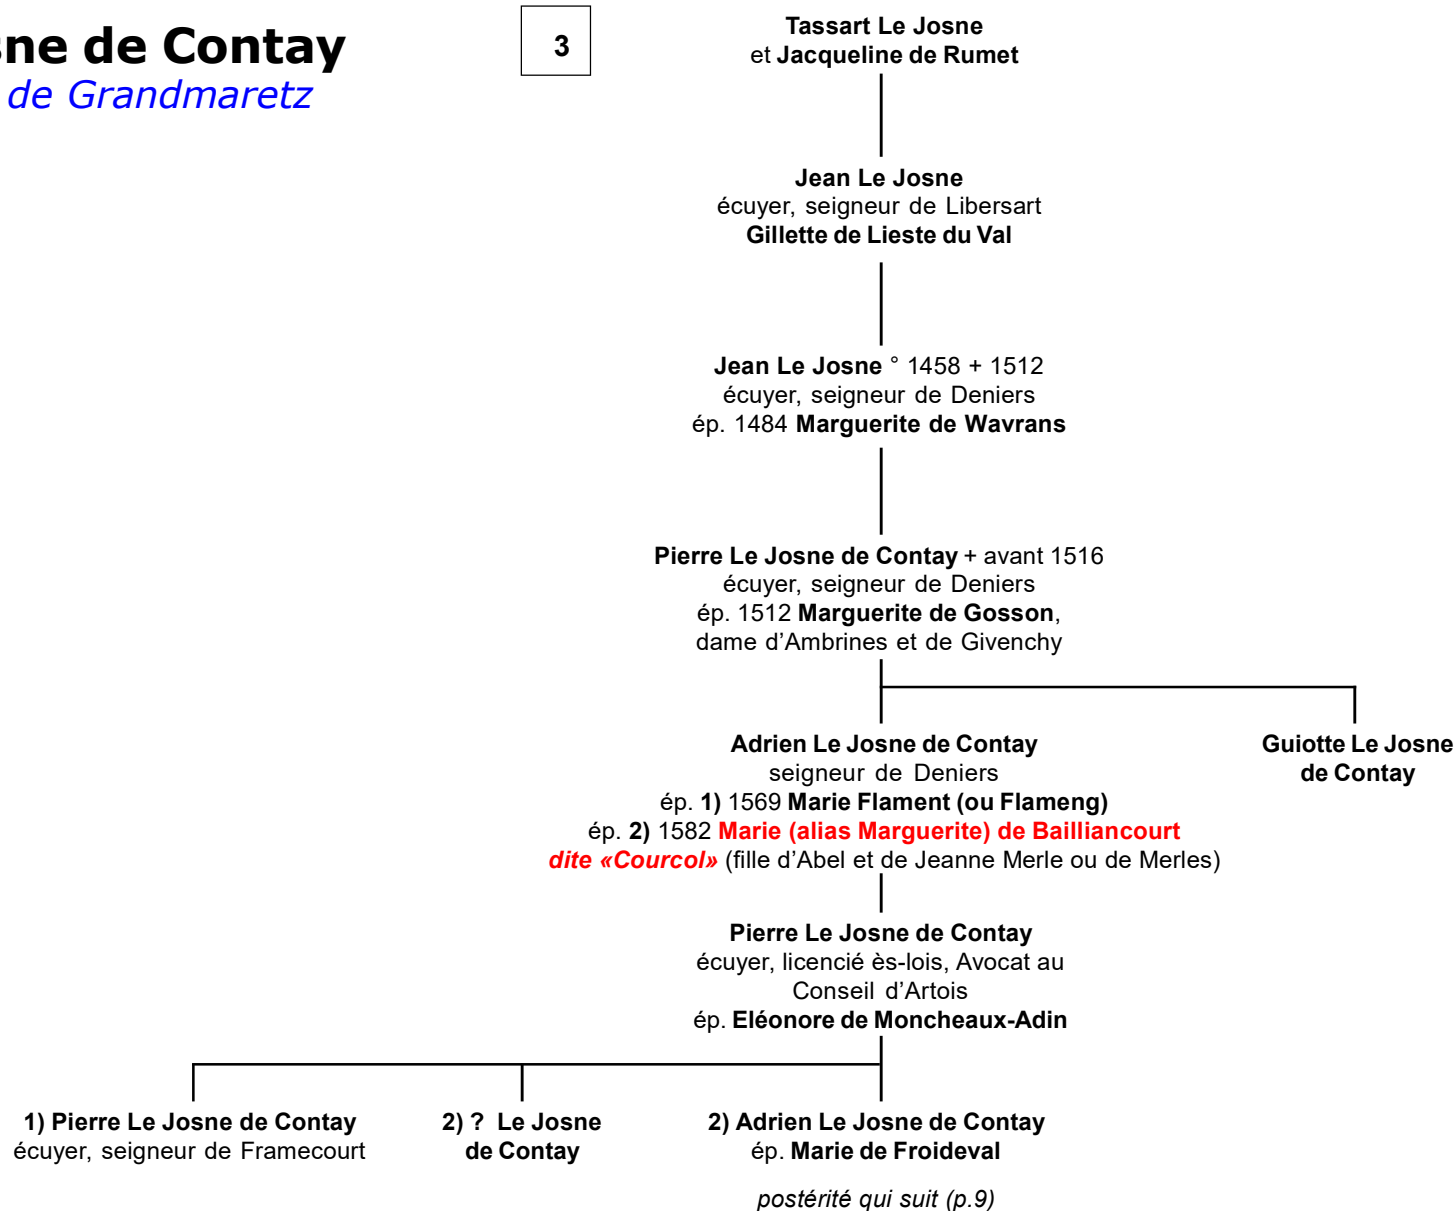 sne de Contay
de Grandmaretz
3
Tassart Le Josne
et Jacqueline de Rumet
Jean Le Josne
écuyer, seigneur de Libersart
Gillette de Lieste du Val
Jean Le Josne ° 1458 + 1512
écuyer, seigneur de Deniers
ép. 1484 Marguerite de Wavrans
Pierre Le Josne de Contay + avant 1516
écuyer, seigneur de Deniers
ép. 1512 Marguerite de Gosson,
dame d’Ambrines et de Givenchy
Adrien Le Josne de Contay
seigneur de Deniers
ép. 1) 1569 Marie Flament (ou Flameng)
ép. 2) 1582 Marie (alias Marguerite) de Bailliancourt
dite «Courcol» (fille d’Abel et de Jeanne Merle ou de Merles)
Guiotte Le Josne
de Contay
Pierre Le Josne de Contay
écuyer, licencié ès-lois, Avocat au
Conseil d’Artois
ép. Eléonore de Moncheaux-Adin
1) Pierre Le Josne de Contay
écuyer, seigneur de Framecourt
2) ? Le Josne
de Contay
2) Adrien Le Josne de Contay
ép. Marie de Froideval
postérité qui suit (p.9)